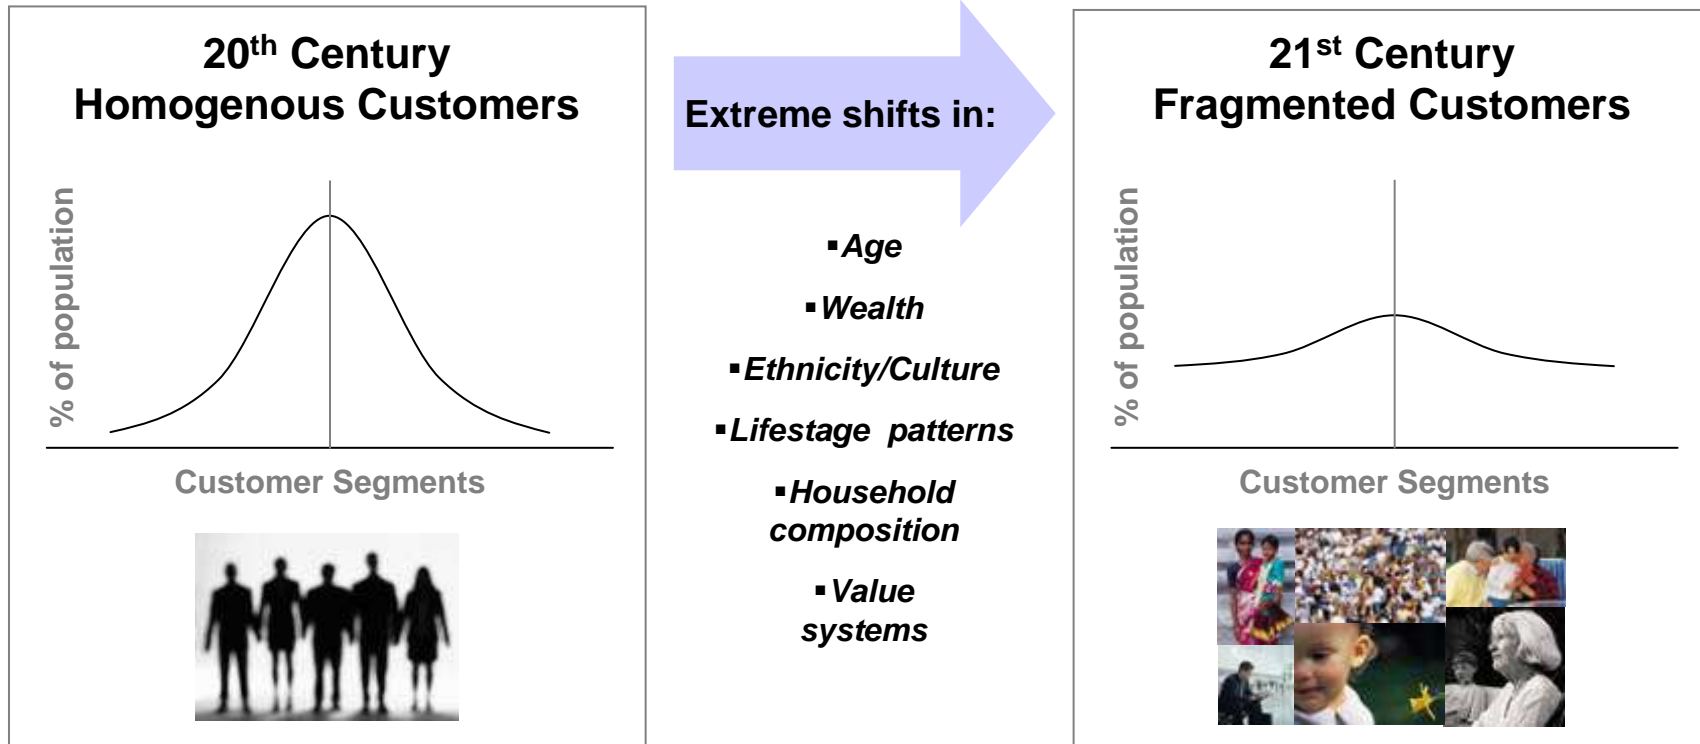 20th Century
Homogenous Customers
% of population
Customer Segments
Extreme shifts in:
▪Age
▪Wealth
▪Ethnicity/Culture
▪Lifestage patterns
▪Household
composition
▪Value
systems
21st Century
Fragmented Customers
% of population
Customer Segments